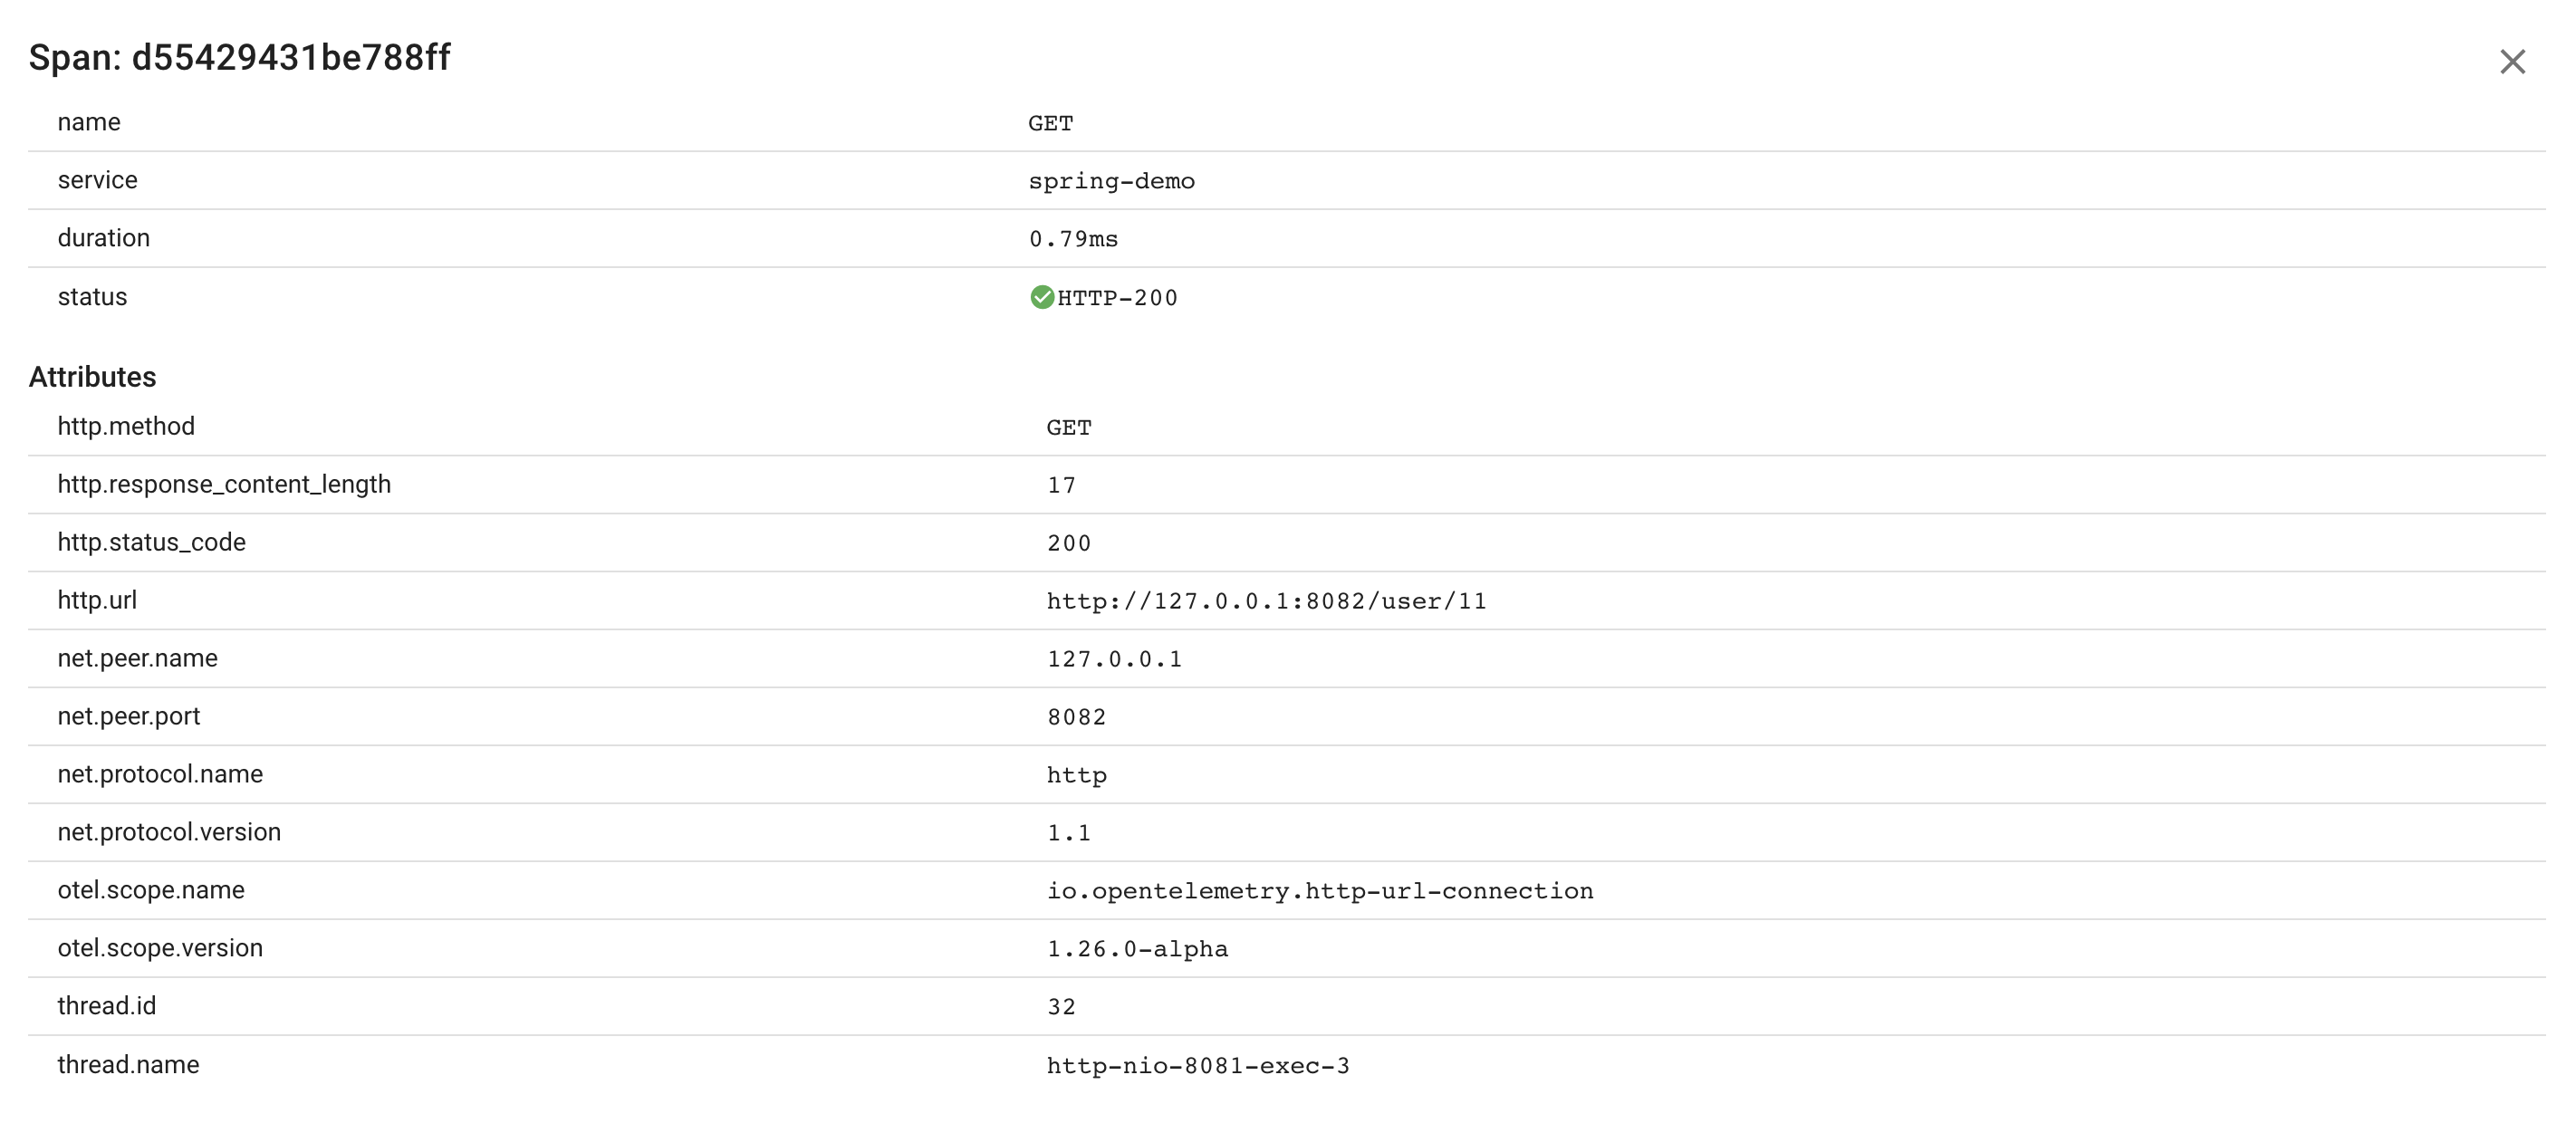 Span: d55429431be788ff
name GET
service spring-demo
duration 0.79ms
status HTTP-200
Attributes
http.method GET
http.response_content_length 17
http.status_code 200
http.url http://127.0.0.1:8082/user/11
net.peer.name 127.0.0.1
net.peer.port 8082
net.protocol.name http
net.protocol.version 1.1
otel.scope.name io.opentelemetry.http-url-connection
otel.scope.version 1.26.0-alpha
thread.id 32
thread.name http-nio-8081-exec-3